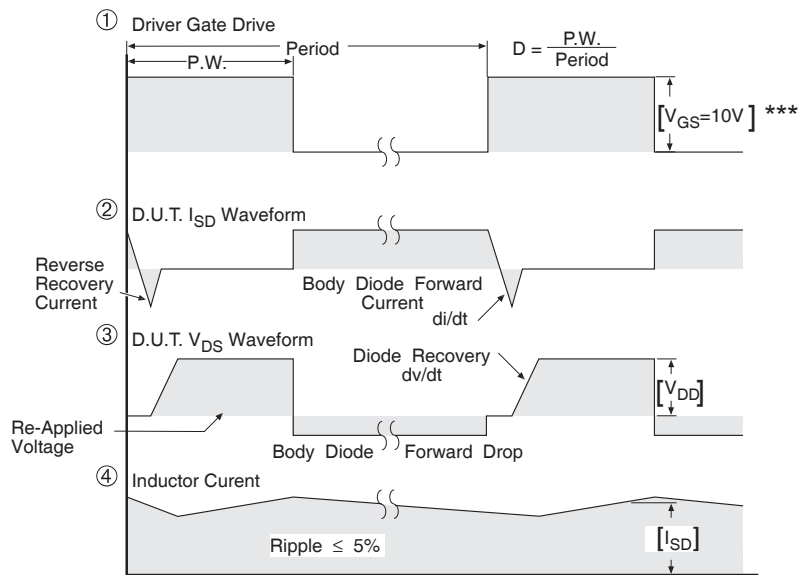 ① Driver Gate Drive
Period
P.W.
D = P.W. / Period
[VGS=10V] ***
② D.U.T. ISD Waveform
Reverse
Recovery
Current
Body Diode Forward
Current
di/dt
③ D.U.T. VDS Waveform
Diode Recovery
dv/dt
[VDD]
Re-Applied
Voltage
Body Diode Forward Drop
④ Inductor Curent
Ripple ≤ 5%
[ISD]